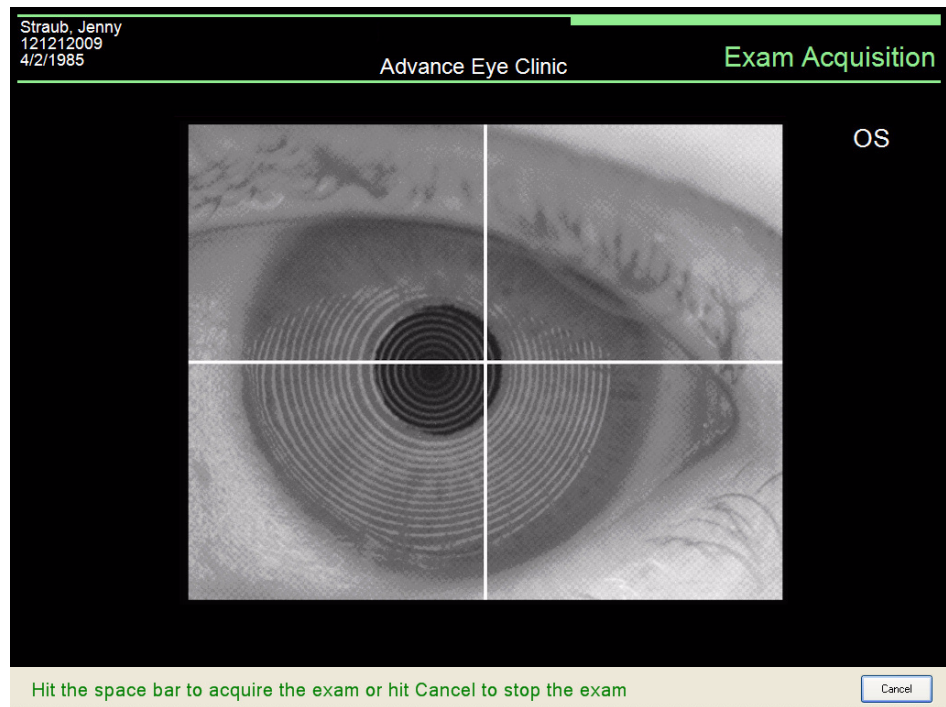 Straub, Jenny
121212009
4/2/1985
Advance Eye Clinic
Exam Acquisition
OS
Hit the space bar to acquire the exam or hit Cancel to stop the exam
Cancel